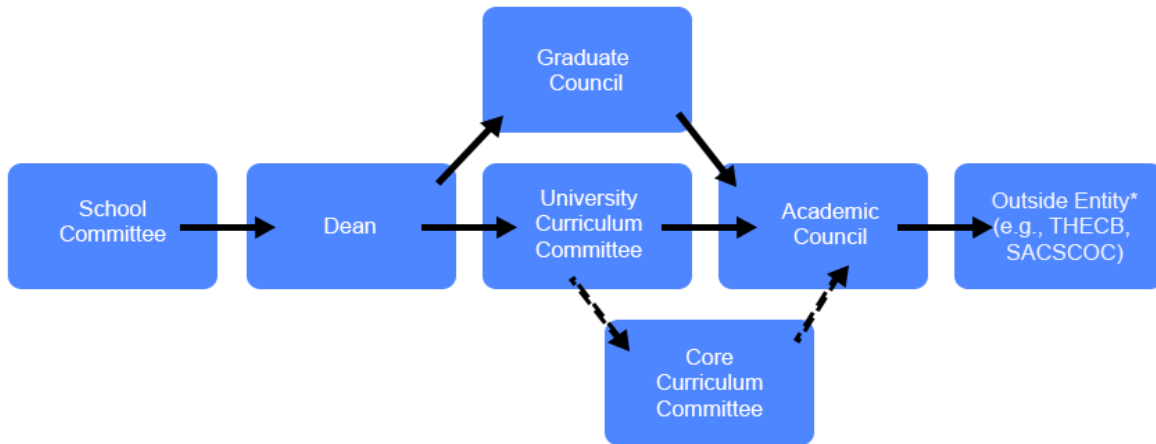 Graduate
Council
School
Committee
Dean
University
Curriculum
Committee
Academic
Council
Outside Entity*
(e.g., THECB,
SACSCOC)
Core
Curriculum
Committee